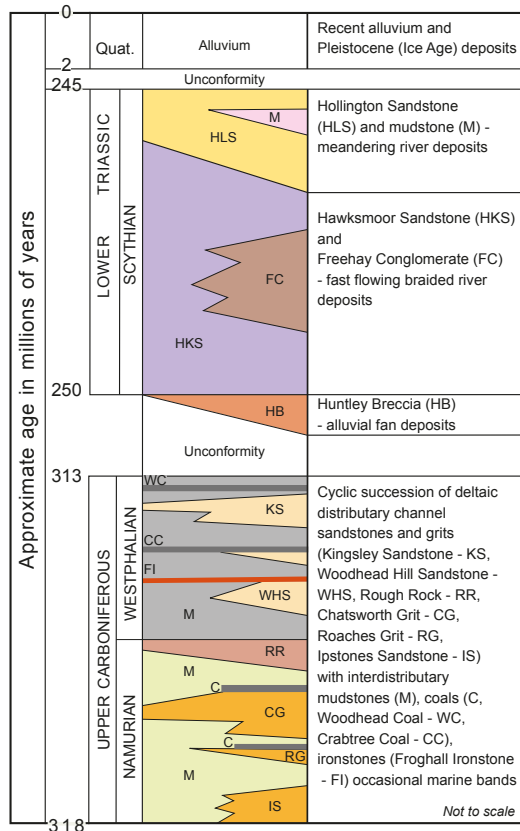 Approximate age in millions of years
0
2
245
250
313
318
Quat.
LOWER TRIASSIC
SCYTHIAN
UPPER CARBONIFEROUS
WESTPHALIAN
NAMURIAN
Alluvium
Recent alluvium and
Pleistocene (Ice Age) deposits
Unconformity
M
HLS
Hollington Sandstone
(HLS) and mudstone (M) -
meandering river deposits
FC
HKS
Hawksmoor Sandstone (HKS)
and
Freehay Conglomerate (FC)
- fast flowing braided river
deposits
HB
Huntley Breccia (HB)
- alluvial fan deposits
Unconformity
WC
KS
CC
FI
WHS
M
RR
M
C
CG
C
RG
M
IS
Cyclic succession of deltaic
distributary channel
sandstones and grits
(Kingsley Sandstone - KS,
Woodhead Hill Sandstone -
WHS, Rough Rock - RR,
Chatsworth Grit - CG,
Roaches Grit - RG,
Ipstones Sandstone - IS)
with interdistributary
mudstones (M), coals (C,
Woodhead Coal - WC,
Crabtree Coal - CC),
ironstones (Froghall Ironstone
- FI) occasional marine bands
Not to scale